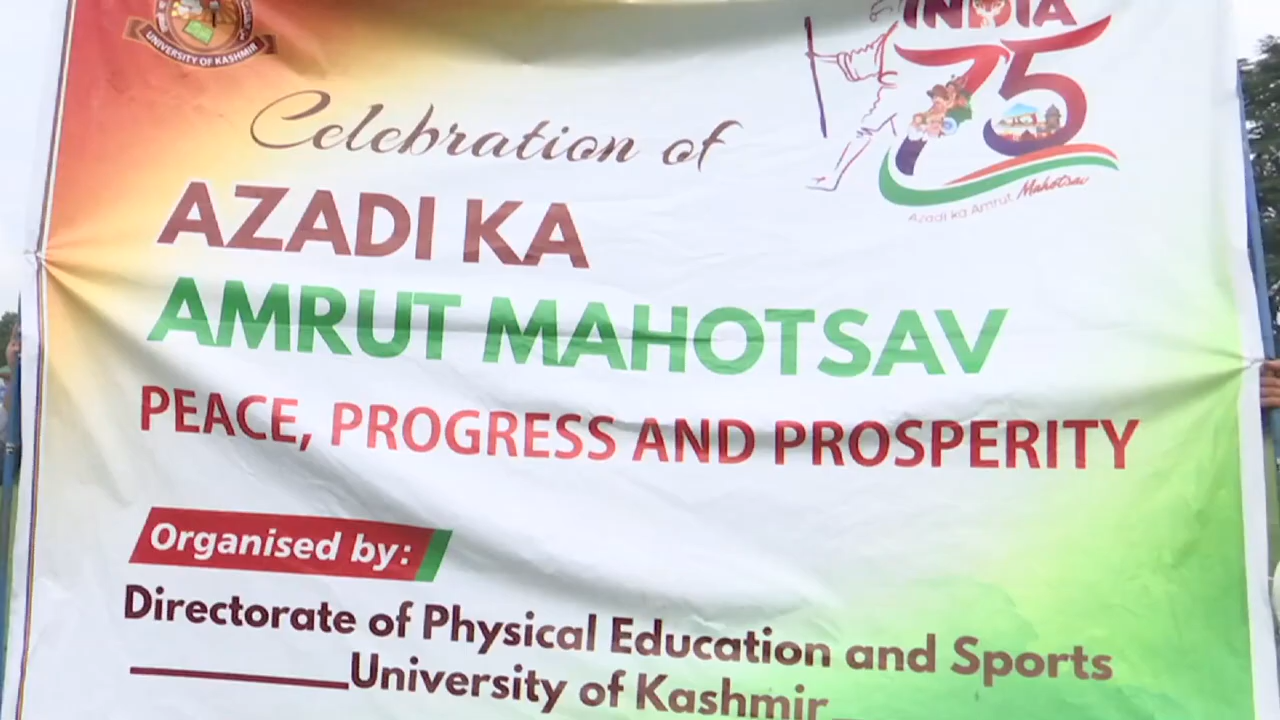 UNIVERSITY OF KASHMIR
INDIA
75
Azadi ka Amrut Mahotsav
Celebration of
AZADI KA
AMRUT MAHOTSAV
PEACE, PROGRESS AND PROSPERITY
Organised by:
Directorate of Physical Education and Sports
University of Kashmir